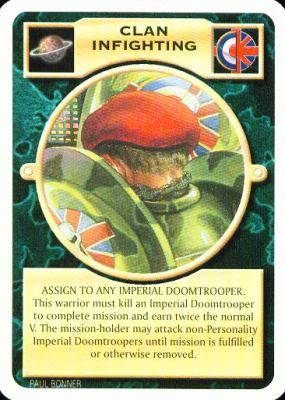 CLAN
INFIGHTING
ASSIGN TO ANY IMPERIAL DOOMTROOPER.
This warrior must kill an Imperial Doomtrooper
to complete mission and earn twice the normal
V. The mission-holder may attack non-Personality
Imperial Doomtroopers until mission is fulfilled
or otherwise removed.
PAUL BONNER